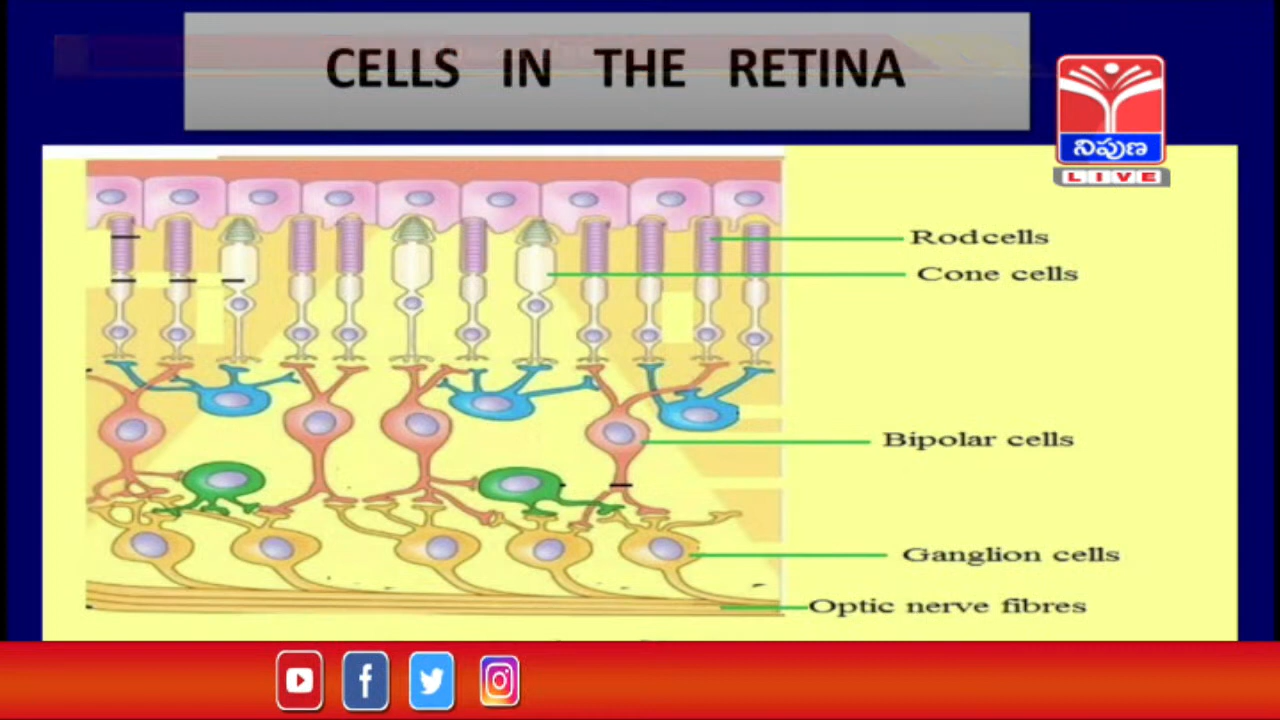 CELLS IN THE RETINA
నిపుణ
LIVE
Rodcells
Cone cells
Bipolar cells
Ganglion cells
Optic nerve fibres